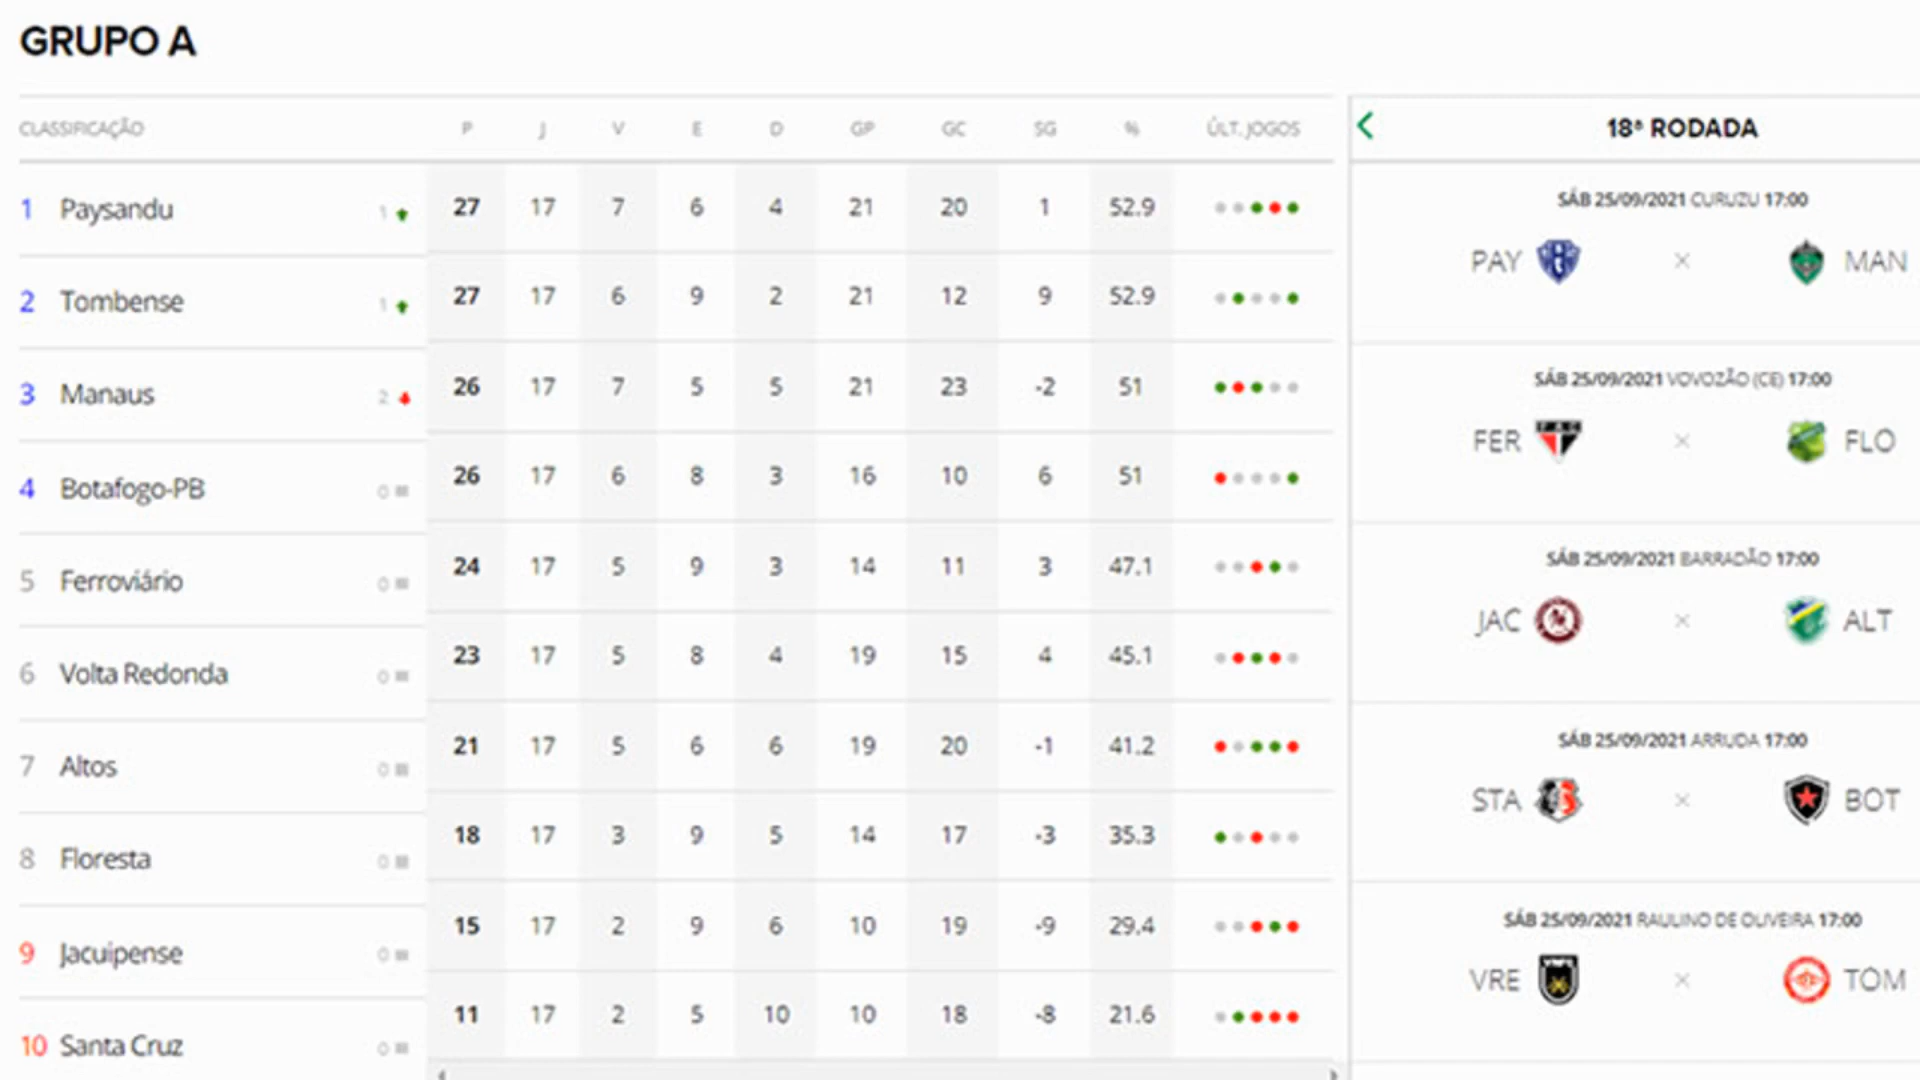 GRUPO A
CLASSIFICAÇÃO P J V E D GP GC SG % ÚLT. JOGOS
1 Paysandu 1 27 17 7 6 4 21 20 1 52.9
2 Tombense 1 27 17 6 9 2 21 12 9 52.9
3 Manaus 2 26 17 7 5 5 21 23 -2 51
4 Botafogo-PB 0 26 17 6 8 3 16 10 6 51
5 Ferroviário 0 24 17 5 9 3 14 11 3 47.1
6 Volta Redonda 0 23 17 5 8 4 19 15 4 45.1
7 Altos 0 21 17 5 6 6 19 20 -1 41.2
8 Floresta 0 18 17 3 9 5 14 17 -3 35.3
9 Jacuipense 0 15 17 2 9 6 10 19 -9 29.4
10 Santa Cruz 0 11 17 2 5 10 10 18 -8 21.6
18ª RODADA
SÁB 25/09/2021 CURUZU 17:00
PAY × MAN
SÁB 25/09/2021 VOVOZÃO (CE) 17:00
FER × FLO
SÁB 25/09/2021 BARRADÃO 17:00
JAC × ALT
SÁB 25/09/2021 ARRUDA 17:00
STA × BOT
SÁB 25/09/2021 RAULINO DE OLIVEIRA 17:00
VRE × TOM